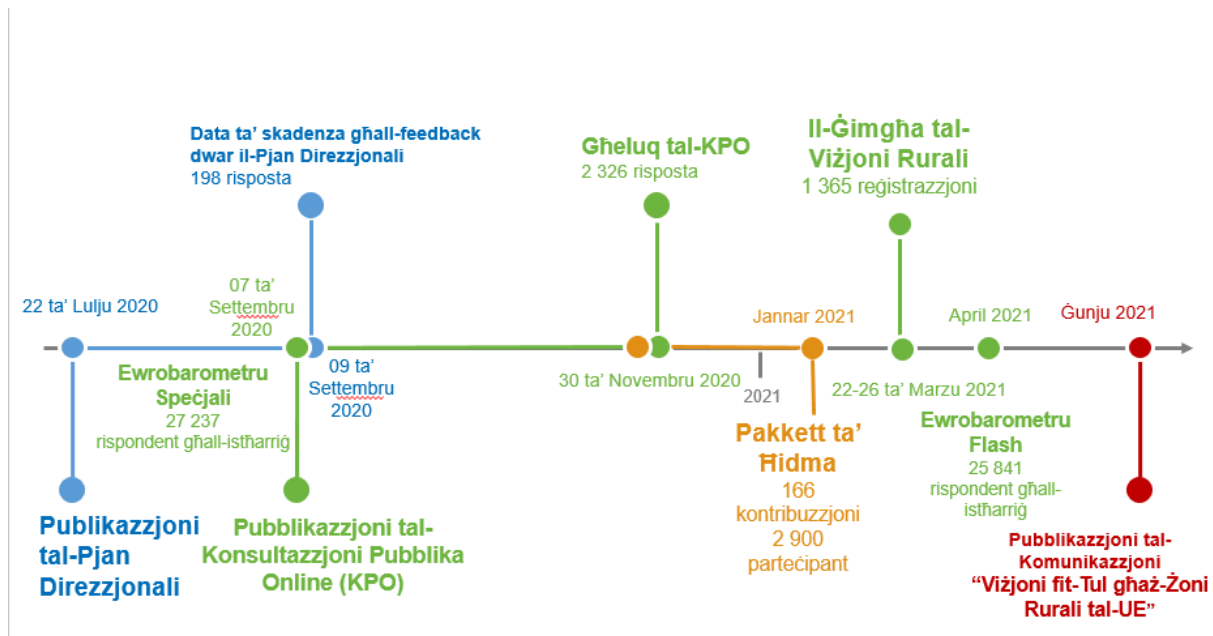 Data ta’ skadenza għall-feedback
dwar il-Pjan Direzzjonali
198 risposta
Għeluq tal-KPO
2 326 risposta
Il-Ġimgħa tal-
Viżjoni Rurali
1 365 reġistrazzjoni
22 ta’ Lulju 2020
07 ta’
Settembru
2020
Jannar 2021
April 2021
Ġunju 2021
Ewrobarometru
Speċjali
27 237
rispondent għall-istħarriġ
09 ta’
Settembru
2020
30 ta’ Novembru 2020
2021
22-26 ta’ Marzu 2021
Ewrobarometru
Flash
25 841
rispondent għall-
istħarriġ
Pakkett ta’
Ħidma
166
kontribuzzjoni
2 900
parteċipant
Publikazzjoni
tal-Pjan
Direzzjonali
Pubblikazzjoni tal-
Konsultazzjoni Pubblika
Online (KPO)
Pubblikazzjoni tal-
Komunikazzjoni
“Viżjoni fit-Tul għaż-Żoni
Rurali tal-UE”